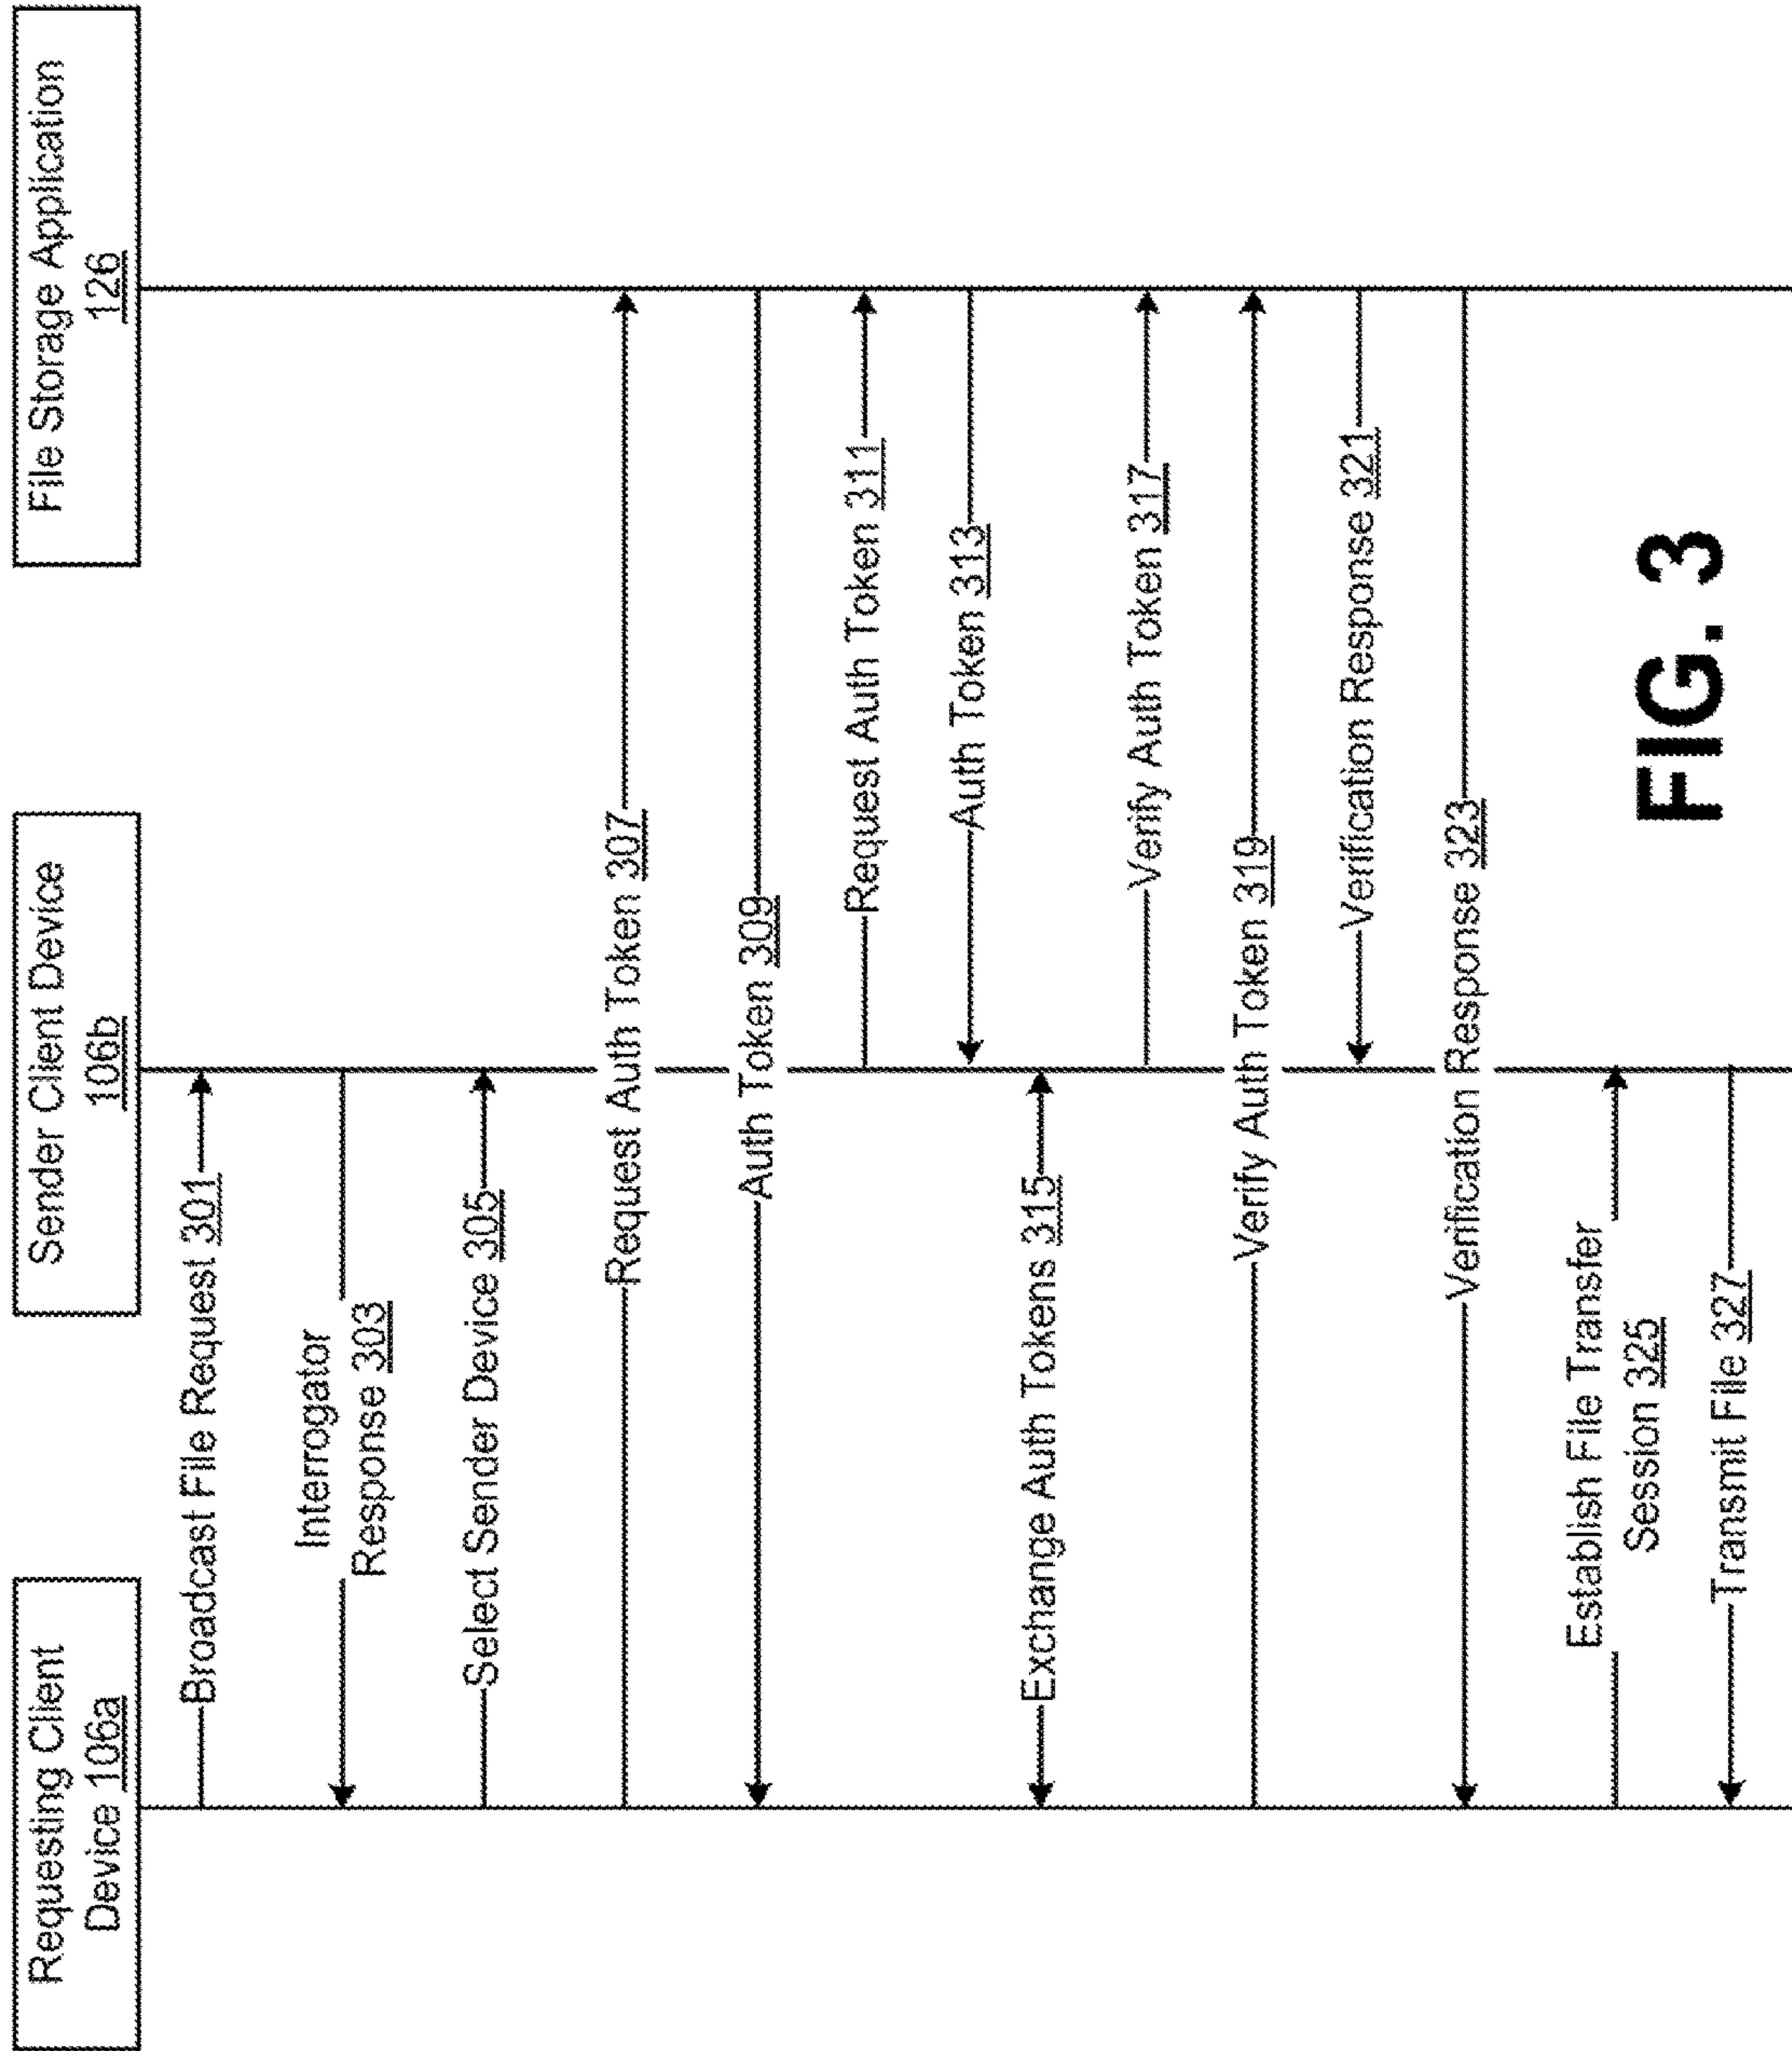 Requesting Client
Device 106a
Sender Client Device
106b
File Storage Application
126
Broadcast File Request 301
Interrogator
Response 303
Select Sender Device 305
Request Auth Token 307
Auth Token 309
Request Auth Token 311
Auth Token 313
Exchange Auth Tokens 315
Verify Auth Token 317
Verify Auth Token 319
Verification Response 321
Verification Response 323
Establish File Transfer
Session 325
Transmit File 327
FIG. 3